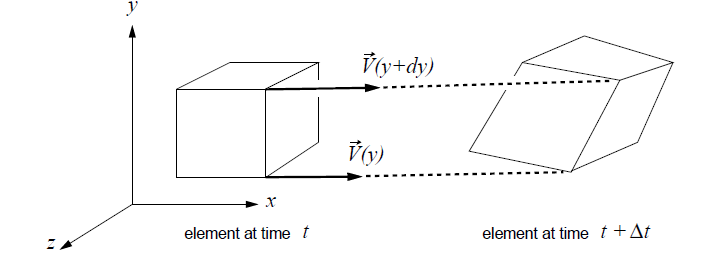 y
V⃗(y+dy)
V⃗(y)
x
z
element at time t
element at time t + Δt